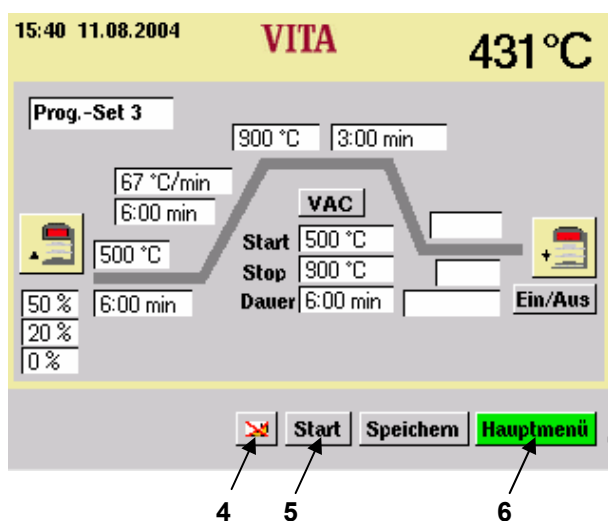 15:40 11.08.2004 VITA 431°C
Prog.-Set 3
900 °C 3:00 min
67 °C/min
6:00 min VAC
500 °C Start 500 °C
Stop 900 °C
50 % 6:00 min Dauer 6:00 min Ein/Aus
20 %
0 %
Start Speichern Hauptmenü
4 5 6